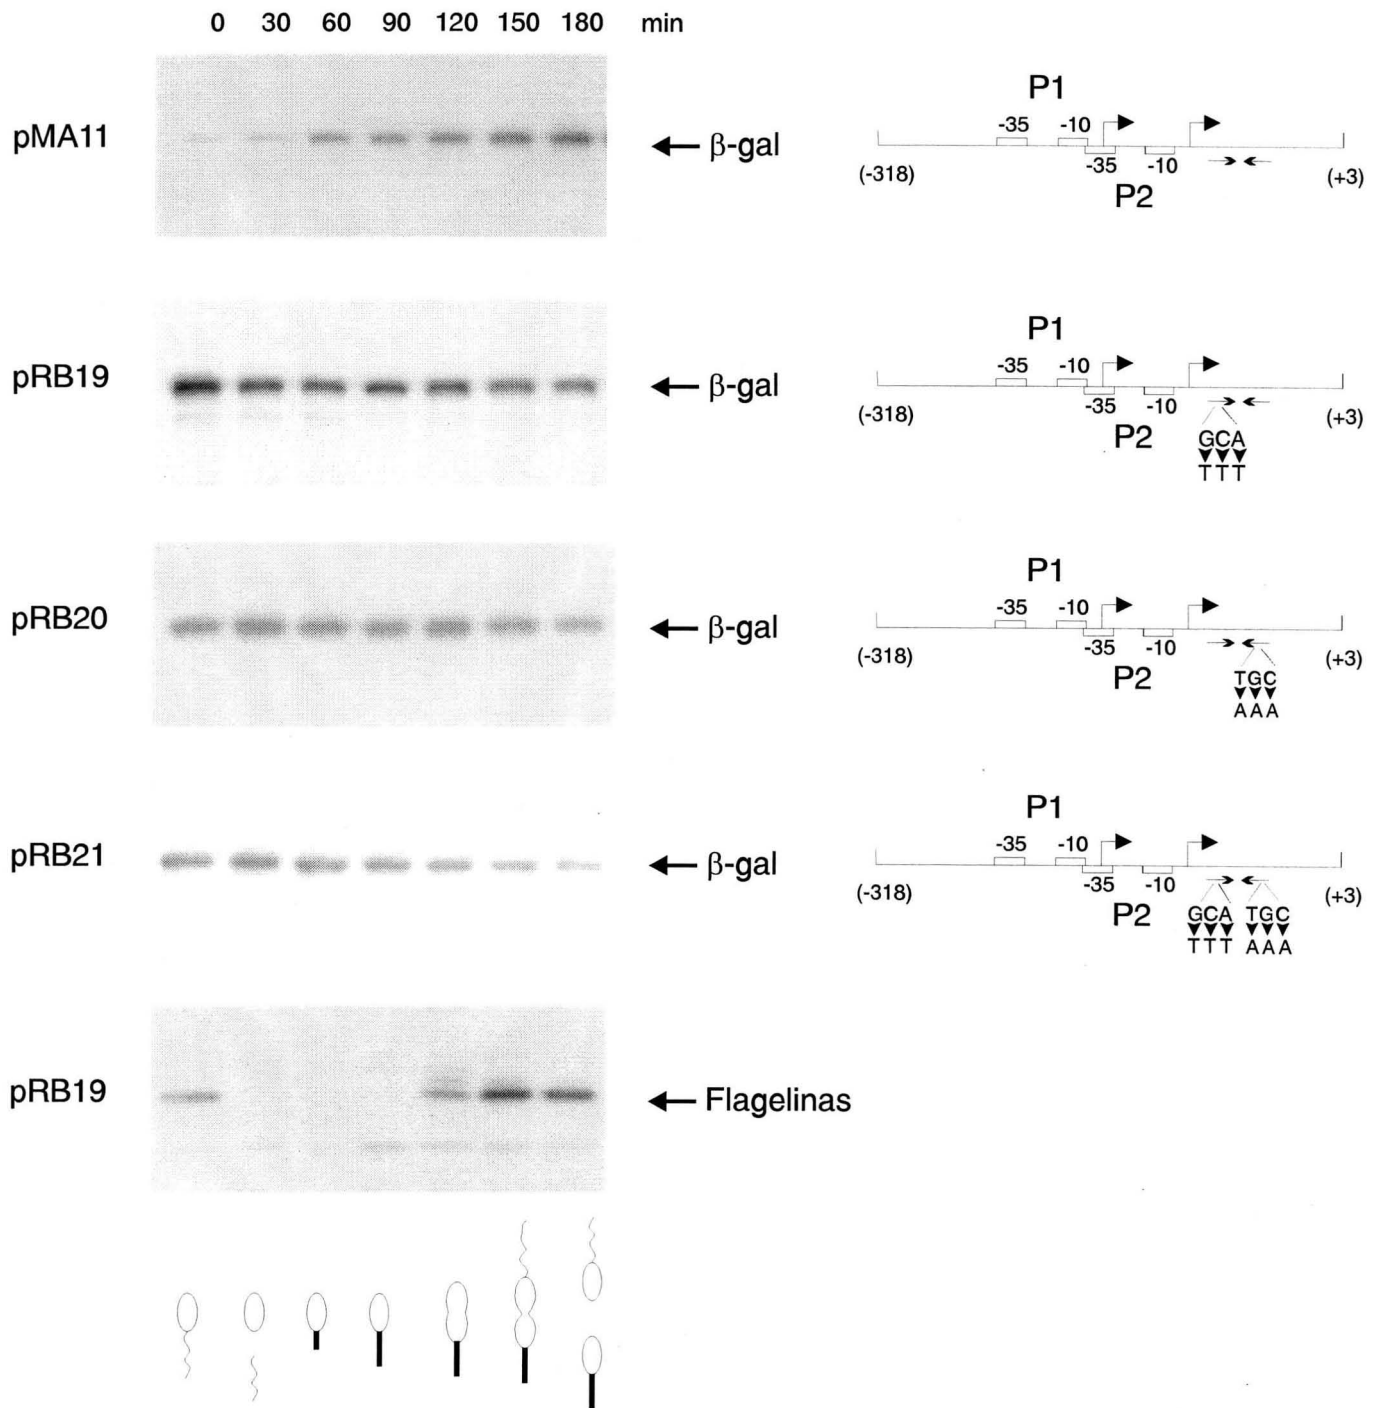 0 30 60 90 120 150 180 min
pMA11
← β-gal
P1
-35 -10
-35 -10
(-318) (+3)
P2
pRB19
← β-gal
P1
-35 -10
-35 -10
(-318) (+3)
P2
GCA
TTT
pRB20
← β-gal
P1
-35 -10
-35 -10
(-318) (+3)
P2
TGC
AAA
pRB21
← β-gal
P1
-35 -10
-35 -10
(-318) (+3)
P2
GCA TGC
TTT AAA
pRB19
← Flagelinas